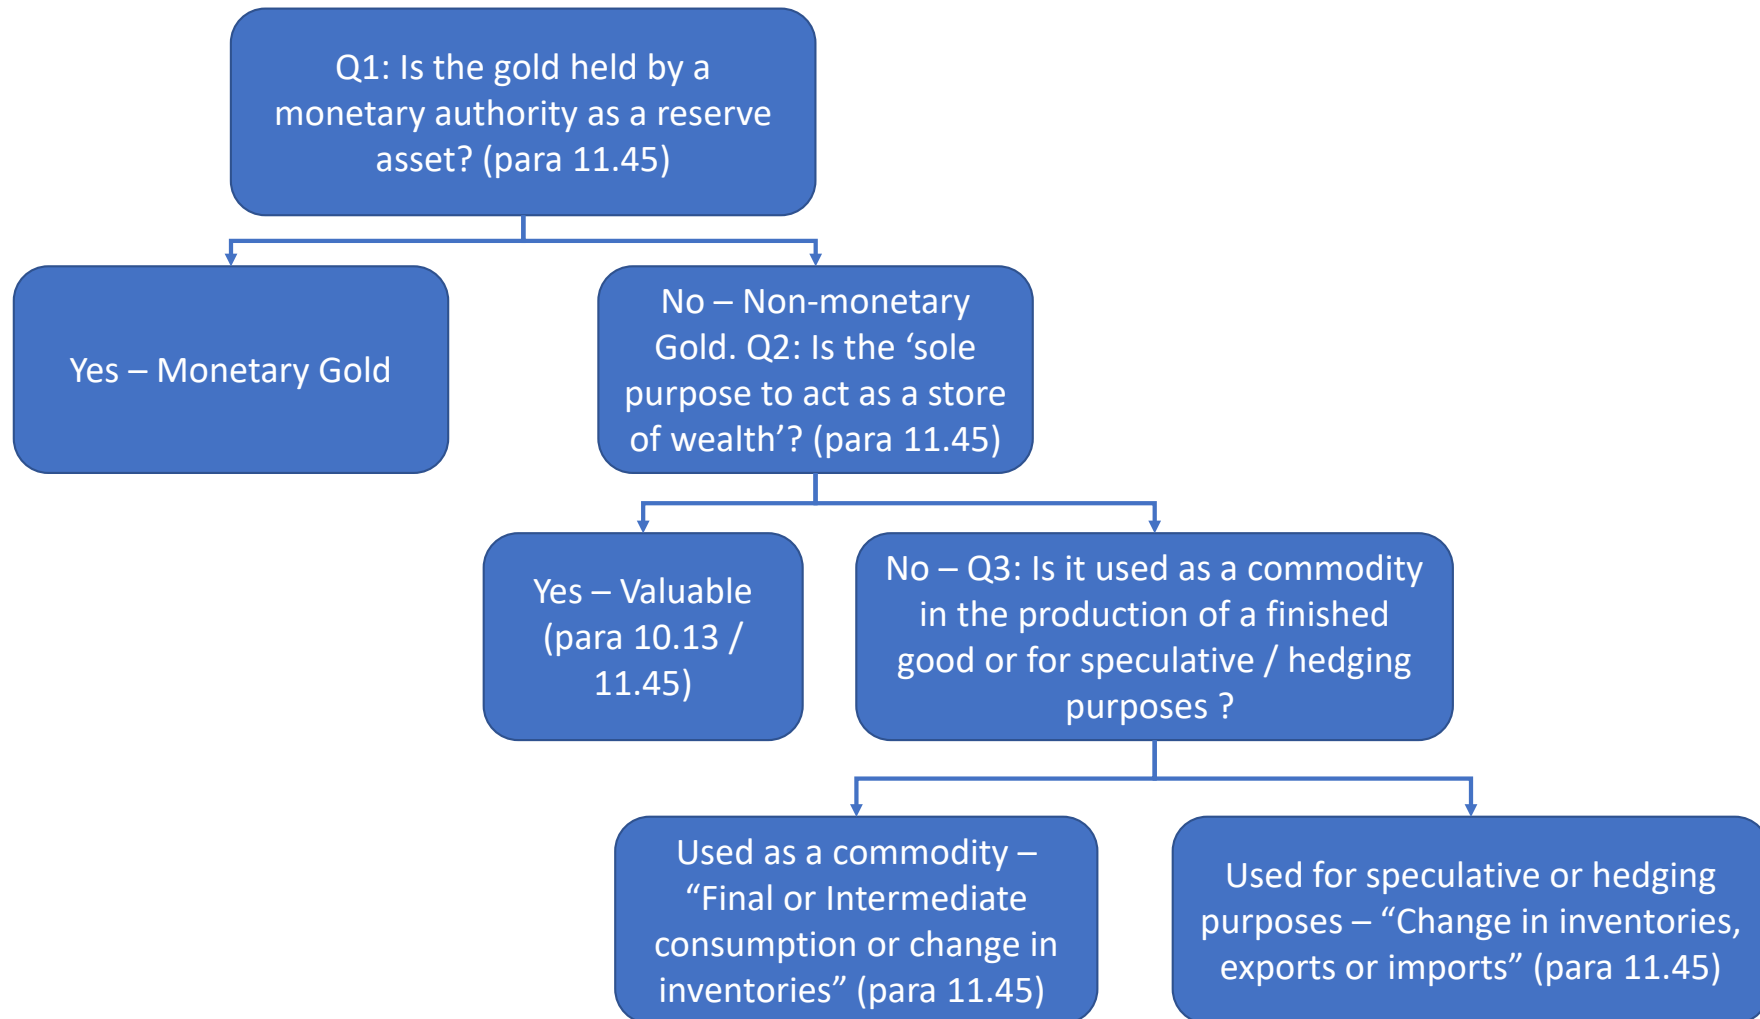 Q1: Is the gold held by a
monetary authority as a reserve
asset? (para 11.45)
Yes – Monetary Gold
No – Non-monetary
Gold. Q2: Is the ‘sole
purpose to act as a store
of wealth’? (para 11.45)
Yes – Valuable
(para 10.13 /
11.45)
No – Q3: Is it used as a commodity
in the production of a finished
good or for speculative / hedging
purposes ?
Used as a commodity –
“Final or Intermediate
consumption or change in
inventories” (para 11.45)
Used for speculative or hedging
purposes – “Change in inventories,
exports or imports” (para 11.45)